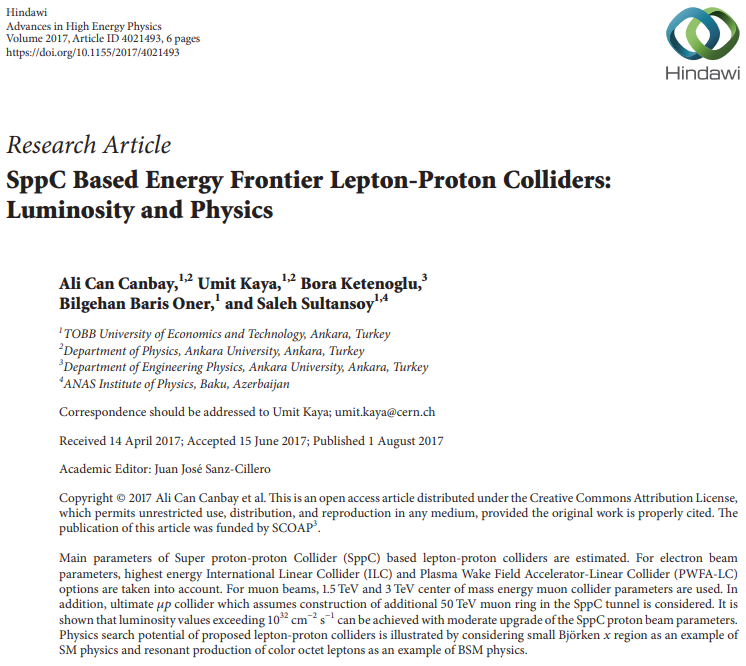 Hindawi
Advances in High Energy Physics
Volume 2017, Article ID 4021493, 6 pages
https://doi.org/10.1155/2017/4021493
Hindawi
Research Article
SppC Based Energy Frontier Lepton-Proton Colliders:
Luminosity and Physics
Ali Can Canbay,1,2 Umit Kaya,1,2 Bora Ketenoglu,3
Bilgehan Baris Oner,1 and Saleh Sultansoy1,4
1TOBB University of Economics and Technology, Ankara, Turkey
2Department of Physics, Ankara University, Ankara, Turkey
3Department of Engineering Physics, Ankara University, Ankara, Turkey
4ANAS Institute of Physics, Baku, Azerbaijan
Correspondence should be addressed to Umit Kaya; umit.kaya@cern.ch
Received 14 April 2017; Accepted 15 June 2017; Published 1 August 2017
Academic Editor: Juan José Sanz-Cillero
Copyright © 2017 Ali Can Canbay et al. This is an open access article distributed under the Creative Commons Attribution License,
which permits unrestricted use, distribution, and reproduction in any medium, provided the original work is properly cited. The
publication of this article was funded by SCOAP3.
Main parameters of Super proton-proton Collider (SppC) based lepton-proton colliders are estimated. For electron beam
parameters, highest energy International Linear Collider (ILC) and Plasma Wake Field Accelerator-Linear Collider (PWFA-LC)
options are taken into account. For muon beams, 1.5 TeV and 3 TeV center of mass energy muon collider parameters are used. In
addition, ultimate μp collider which assumes construction of additional 50 TeV muon ring in the SppC tunnel is considered. It is
shown that luminosity values exceeding 10^32 cm^−2 s^−1 can be achieved with moderate upgrade of the SppC proton beam parameters.
Physics search potential of proposed lepton-proton colliders is illustrated by considering small Björken x region as an example of
SM physics and resonant production of color octet leptons as an example of BSM physics.